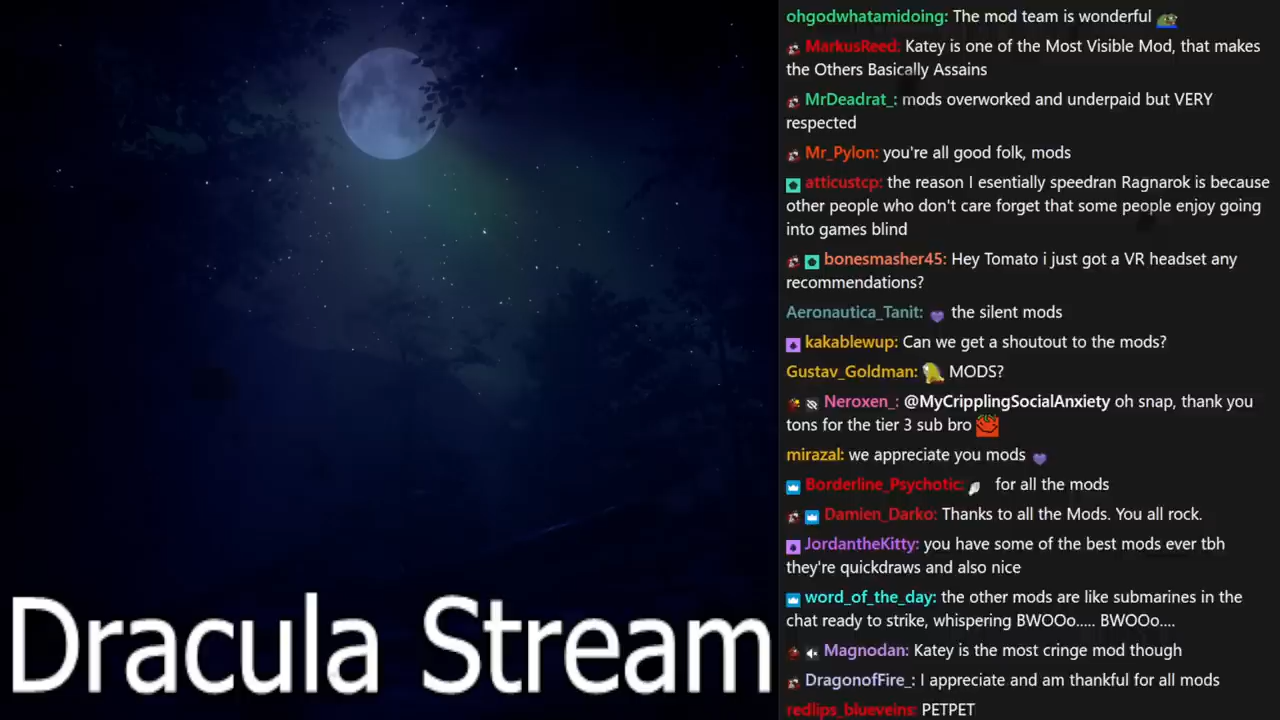 ohgodwhatamidoing: The mod team is wonderful
MarkusReed: Katey is one of the Most Visible Mod, that makes
the Others Basically Assains
MrDeadrat_: mods overworked and underpaid but VERY
respected
Mr_Pylon: you're all good folk, mods
atticustcp: the reason I esentially speedran Ragnarok is because
other people who don't care forget that some people enjoy going
into games blind
bonesmasher45: Hey Tomato i just got a VR headset any
recommendations?
Aeronautica_Tanit: the silent mods
kakablewup: Can we get a shoutout to the mods?
Gustav_Goldman: MODS?
Neroxen_: @MyCripplingSocialAnxiety oh snap, thank you
tons for the tier 3 sub bro
mirazal: we appreciate you mods
Borderline_Psychotic: for all the mods
Damien_Darko: Thanks to all the Mods. You all rock.
JordantheKitty: you have some of the best mods ever tbh
they're quickdraws and also nice
word_of_the_day: the other mods are like submarines in the
chat ready to strike, whispering BWOOo..... BWOOo....
Magnodan: Katey is the most cringe mod though
DragonofFire_: I appreciate and am thankful for all mods
redlips_blueveins: PETPET
Dracula Stream